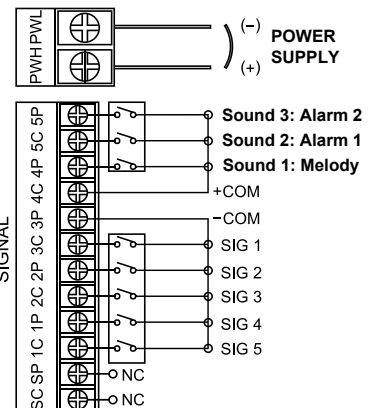 PWH PWL
(−) POWER
SUPPLY
(+)
SIGNAL
SC SP 1C 1P 2C 2P 3C 3P 4C 4P 5C 5P
Sound 3: Alarm 2
Sound 2: Alarm 1
Sound 1: Melody
+COM
−COM
SIG 1
SIG 2
SIG 3
SIG 4
SIG 5
NC
NC